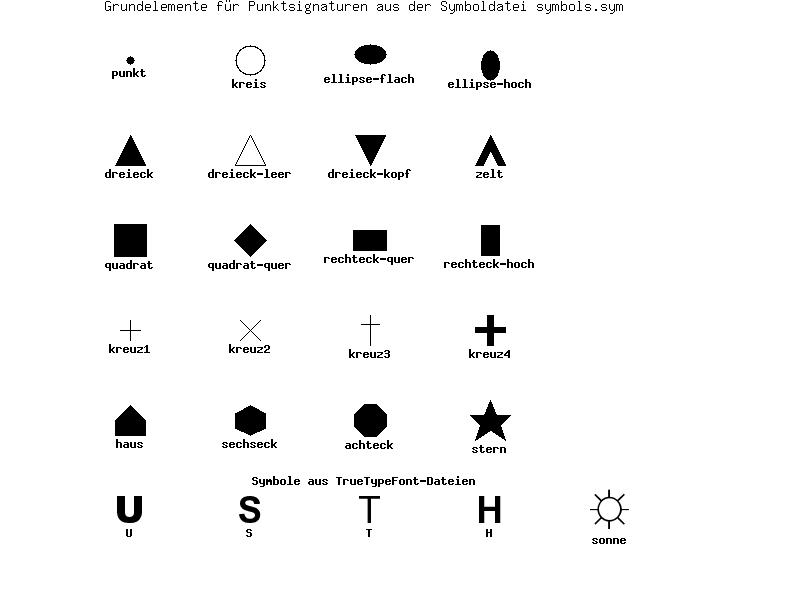 Grundelemente für Punktsignaturen aus der Symboldatei symbols.sym
punkt
kreis
ellipse-flach
ellipse-hoch
dreieck
dreieck-leer
dreieck-kopf
zelt
quadrat
quadrat-quer
rechteck-quer
rechteck-hoch
kreuz1
kreuz2
kreuz3
kreuz4
haus
sechseck
achteck
stern
Symbole aus TrueTypeFont-Dateien
U S T H
U S T H
sonne